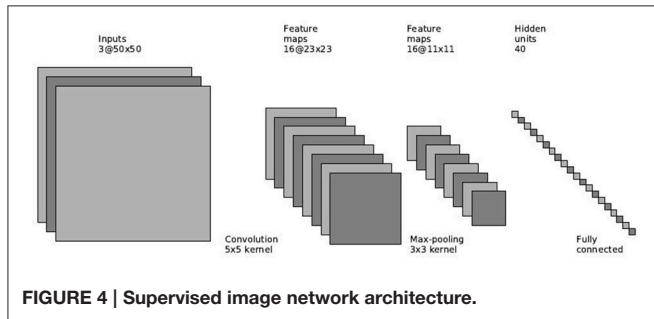 Inputs
3@50x50
Feature
maps
16@23x23
Feature
maps
16@11x11
Hidden
units
40
Convolution
5x5 kernel
Max-pooling
3x3 kernel
Fully
connected
FIGURE 4 | Supervised image network architecture.